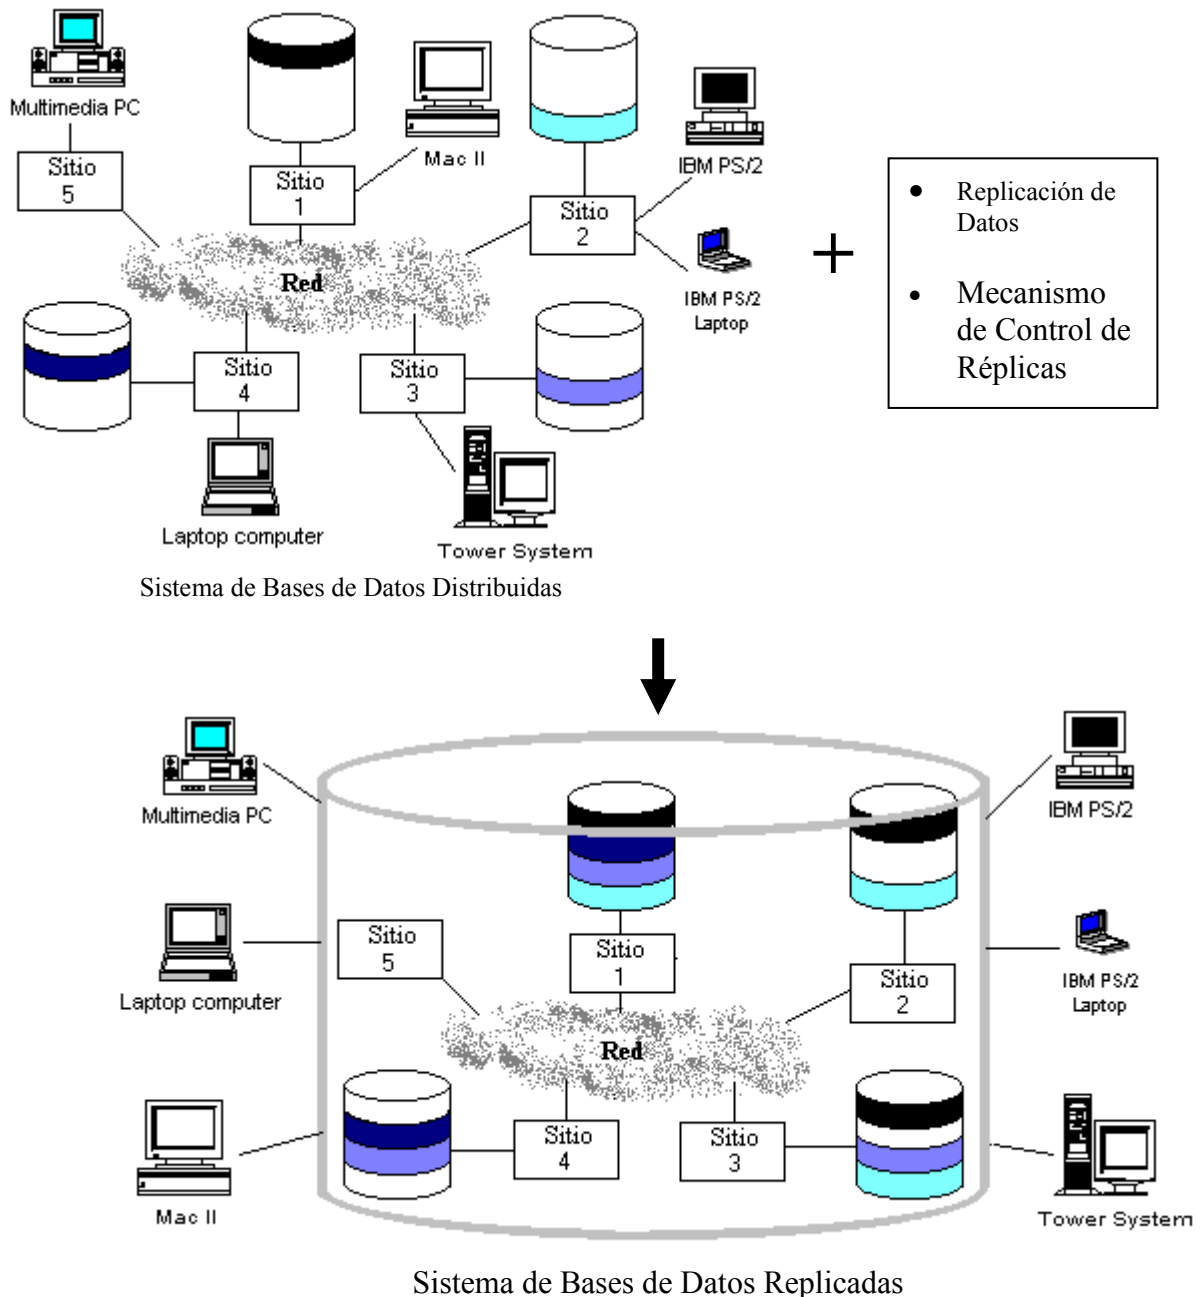 Multimedia PC
Sitio
5
Sitio
1
Mac II
Sitio
2
IBM PS/2
IBM PS/2
Laptop
Red
Sitio
4
Sitio
3
Laptop computer
Tower System
Sistema de Bases de Datos Distribuidas
+
• Replicación de
Datos
• Mecanismo
de Control de
Réplicas
Multimedia PC
IBM PS/2
Laptop computer
Sitio
5
Sitio
1
Sitio
2
IBM PS/2
Laptop
Red
Mac II
Sitio
4
Sitio
3
Tower System
Sistema de Bases de Datos Replicadas